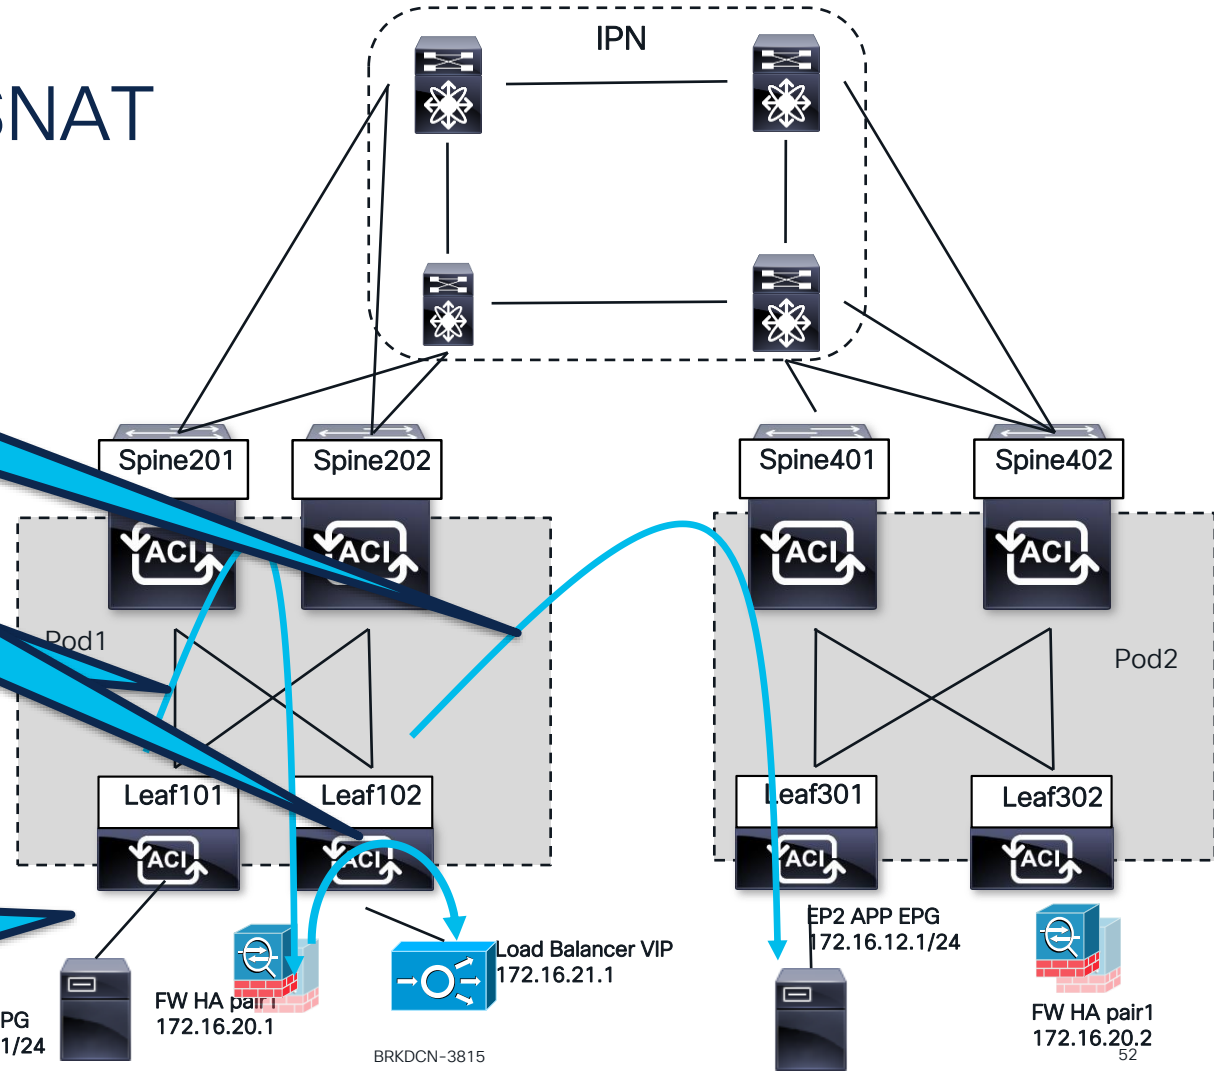 IPN
SNAT
Spine201
Spine202
Spine401
Spine402
ACI
ACI
ACI
ACI
Pod1
Pod2
Leaf101
Leaf102
Leaf301
Leaf302
ACI
ACI
ACI
ACI
EP2 APP EPG
172.16.12.1/24
Load Balancer VIP
172.16.21.1
FW HA pair1
172.16.20.1
PG
1/24
FW HA pair1
172.16.20.2
BRKDCN-3815
52